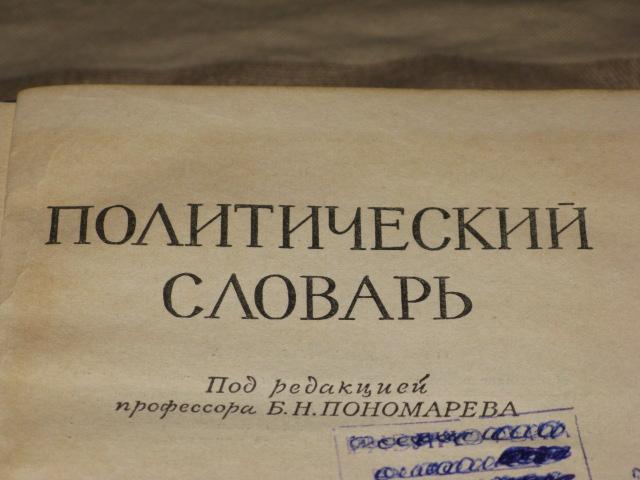 ПОЛИТИЧЕСКИЙ
СЛОВАРЬ
Под редакцией
профессора Б. Н. ПОНОМАРЕВА